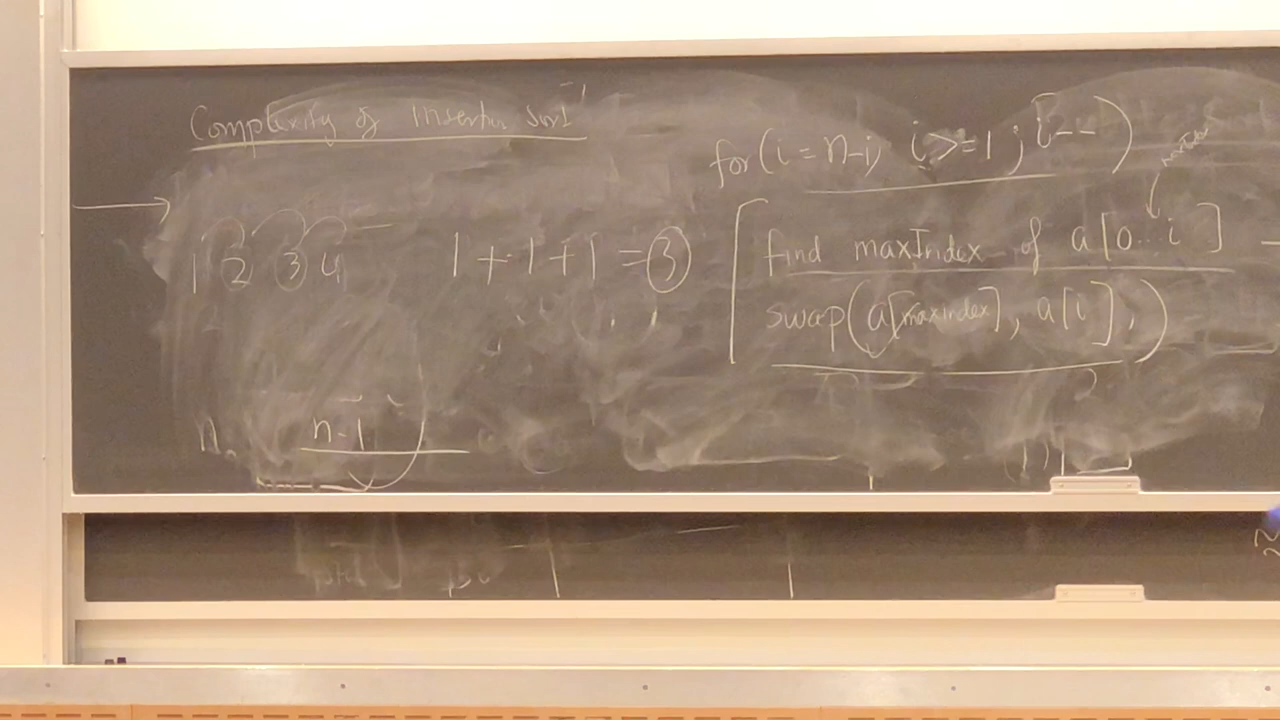 Complexity of Insertion Sort
1 2 3 4
1 + 1 + 1 = 3
n
n-1
for (i = n-1; i >= 1; i--)
find maxIndex of a[0...i]
swap(a[maxindex], a[i])